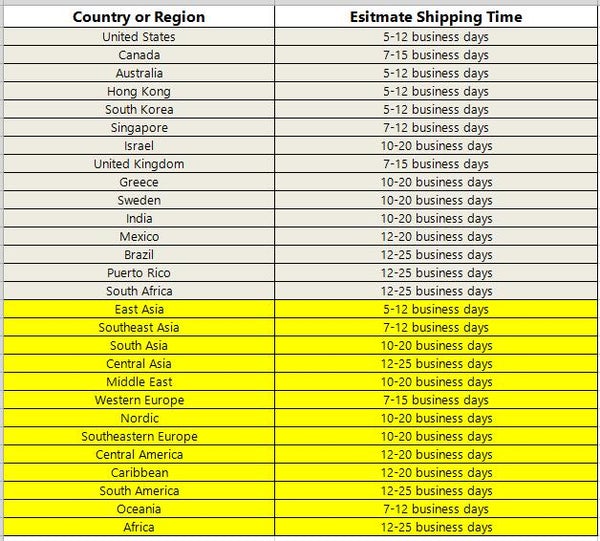 Country or Region Esitmate Shipping Time
United States 5-12 business days
Canada 7-15 business days
Australia 5-12 business days
Hong Kong 5-12 business days
South Korea 5-12 business days
Singapore 7-12 business days
Israel 10-20 business days
United Kingdom 7-15 business days
Greece 10-20 business days
Sweden 10-20 business days
India 10-20 business days
Mexico 12-20 business days
Brazil 12-25 business days
Puerto Rico 12-25 business days
South Africa 12-25 business days
East Asia 5-12 business days
Southeast Asia 7-12 business days
South Asia 10-20 business days
Central Asia 12-25 business days
Middle East 10-20 business days
Western Europe 7-15 business days
Nordic 10-20 business days
Southeastern Europe 10-20 business days
Central America 12-20 business days
Caribbean 12-20 business days
South America 12-25 business days
Oceania 7-12 business days
Africa 12-25 business days